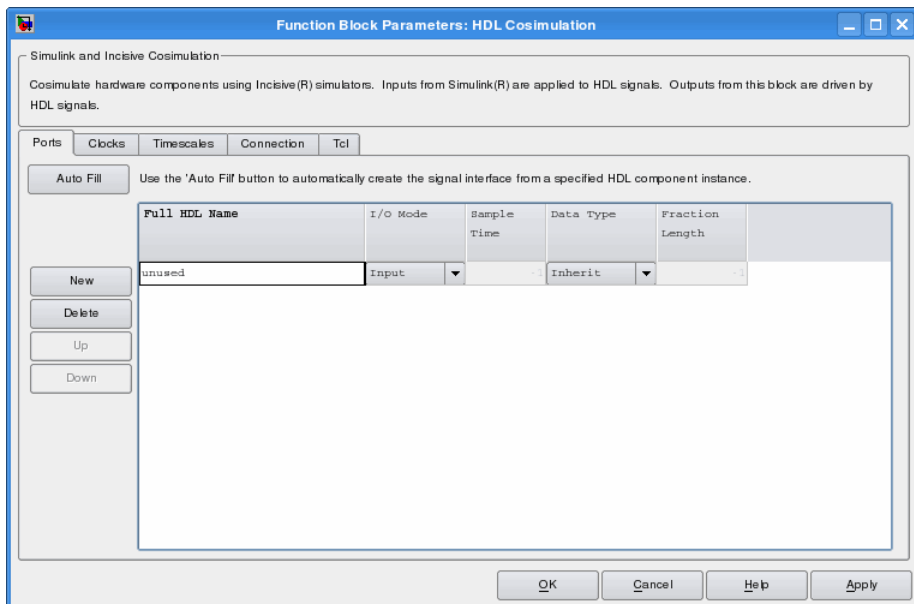 Function Block Parameters: HDL Cosimulation
Simulink and Incisive Cosimulation
Cosimulate hardware components using Incisive(R) simulators. Inputs from Simulink(R) are applied to HDL signals. Outputs from this block are driven by
HDL signals.
Ports Clocks Timescales Connection Tcl
Auto Fill Use the 'Auto Fill' button to automatically create the signal interface from a specified HDL component instance.
Full HDL Name I/O Mode Sample Time Data Type Fraction Length
unused Input -1 Inherit -1
New
Delete
Up
Down
OK Cancel Help Apply